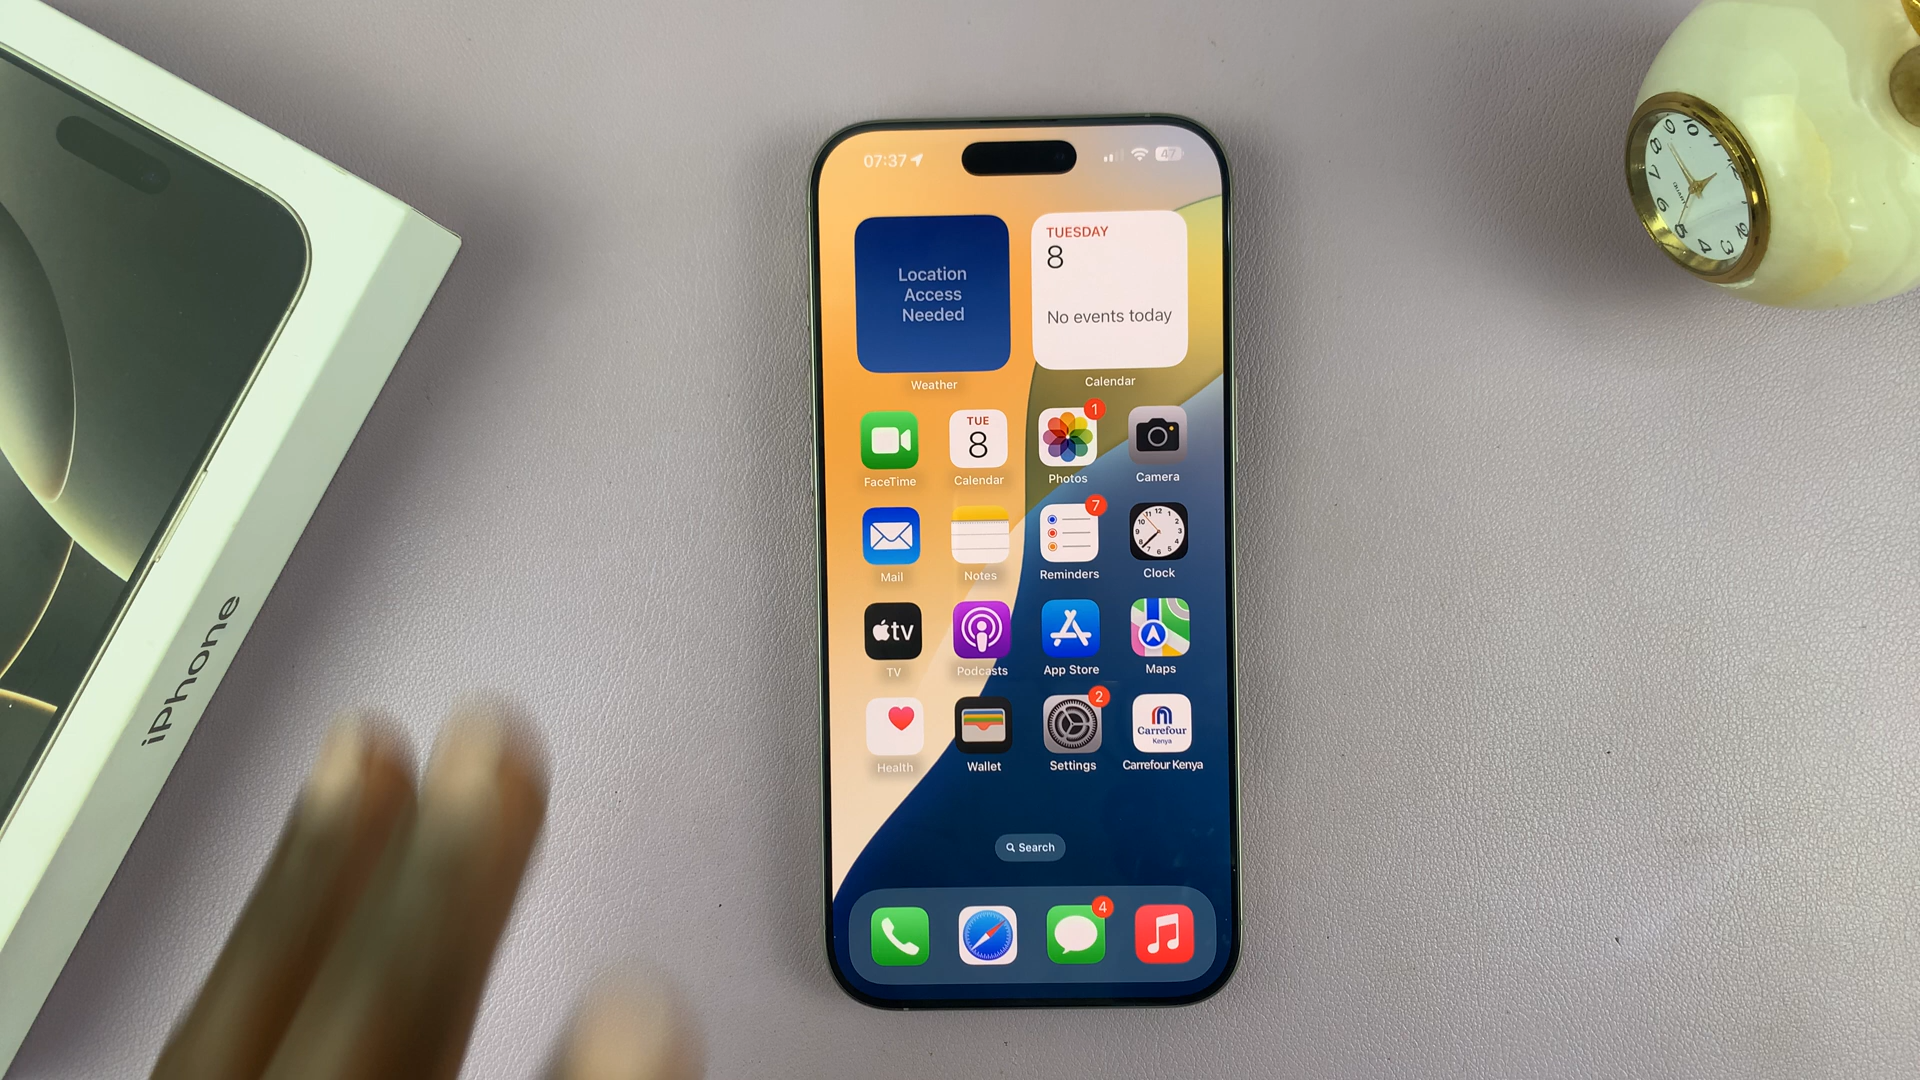 iPhone
07:37
47
Location
Access
Needed
Weather
TUESDAY
8
No events today
Calendar
FaceTime
TUE
8
Calendar
1
Photos
Camera
Mail
Notes
7
Reminders
Clock
tv
TV
Podcasts
App Store
Maps
Health
Wallet
2
Settings
Carrefour
Kenya
Carrefour Kenya
Search
4